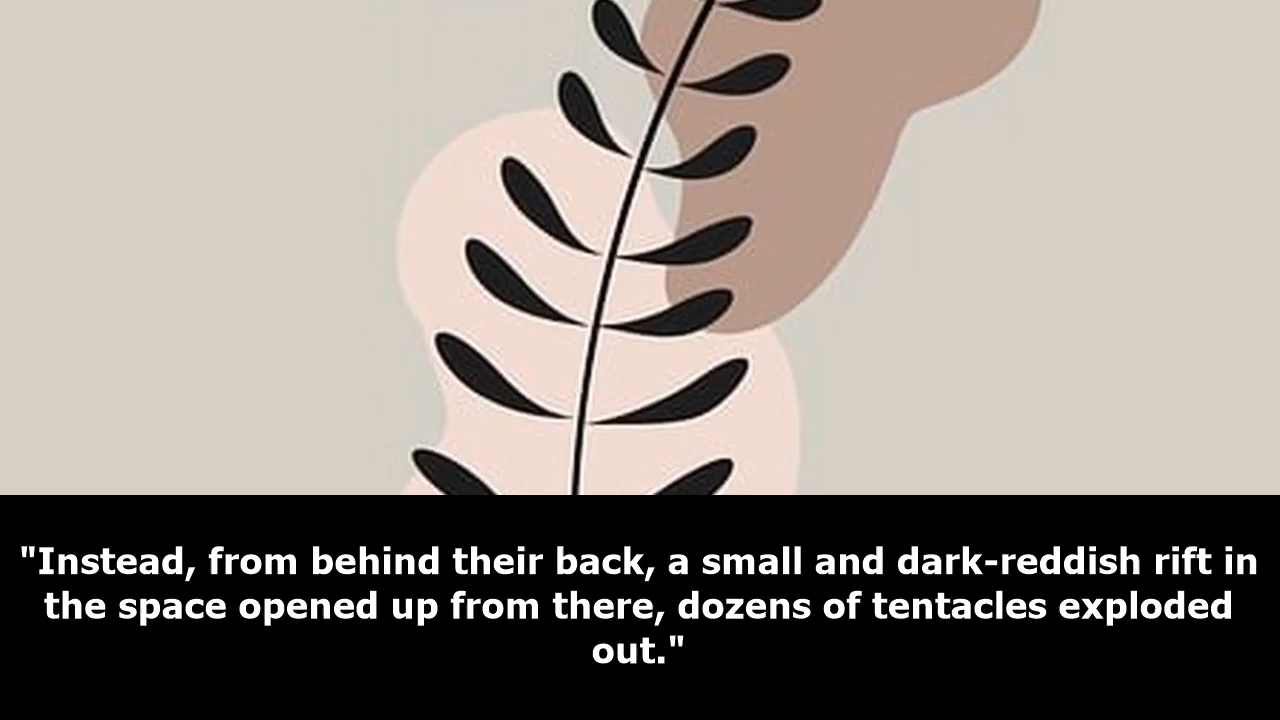 "Instead, from behind their back, a small and dark-reddish rift in
the space opened up from there, dozens of tentacles exploded
out."